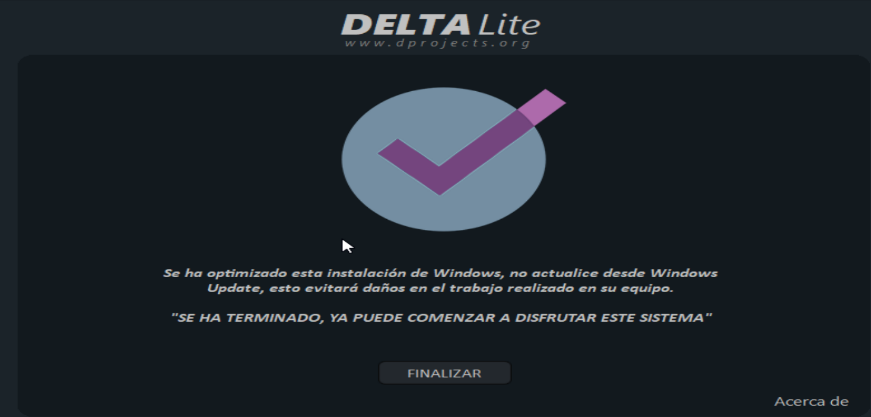 DELTA Lite
www.dprojects.org
Se ha optimizado esta instalación de Windows, no actualice desde Windows
Update, esto evitará daños en el trabajo realizado en su equipo.
"SE HA TERMINADO, YA PUEDE COMENZAR A DISFRUTAR ESTE SISTEMA"
FINALIZAR
Acerca de